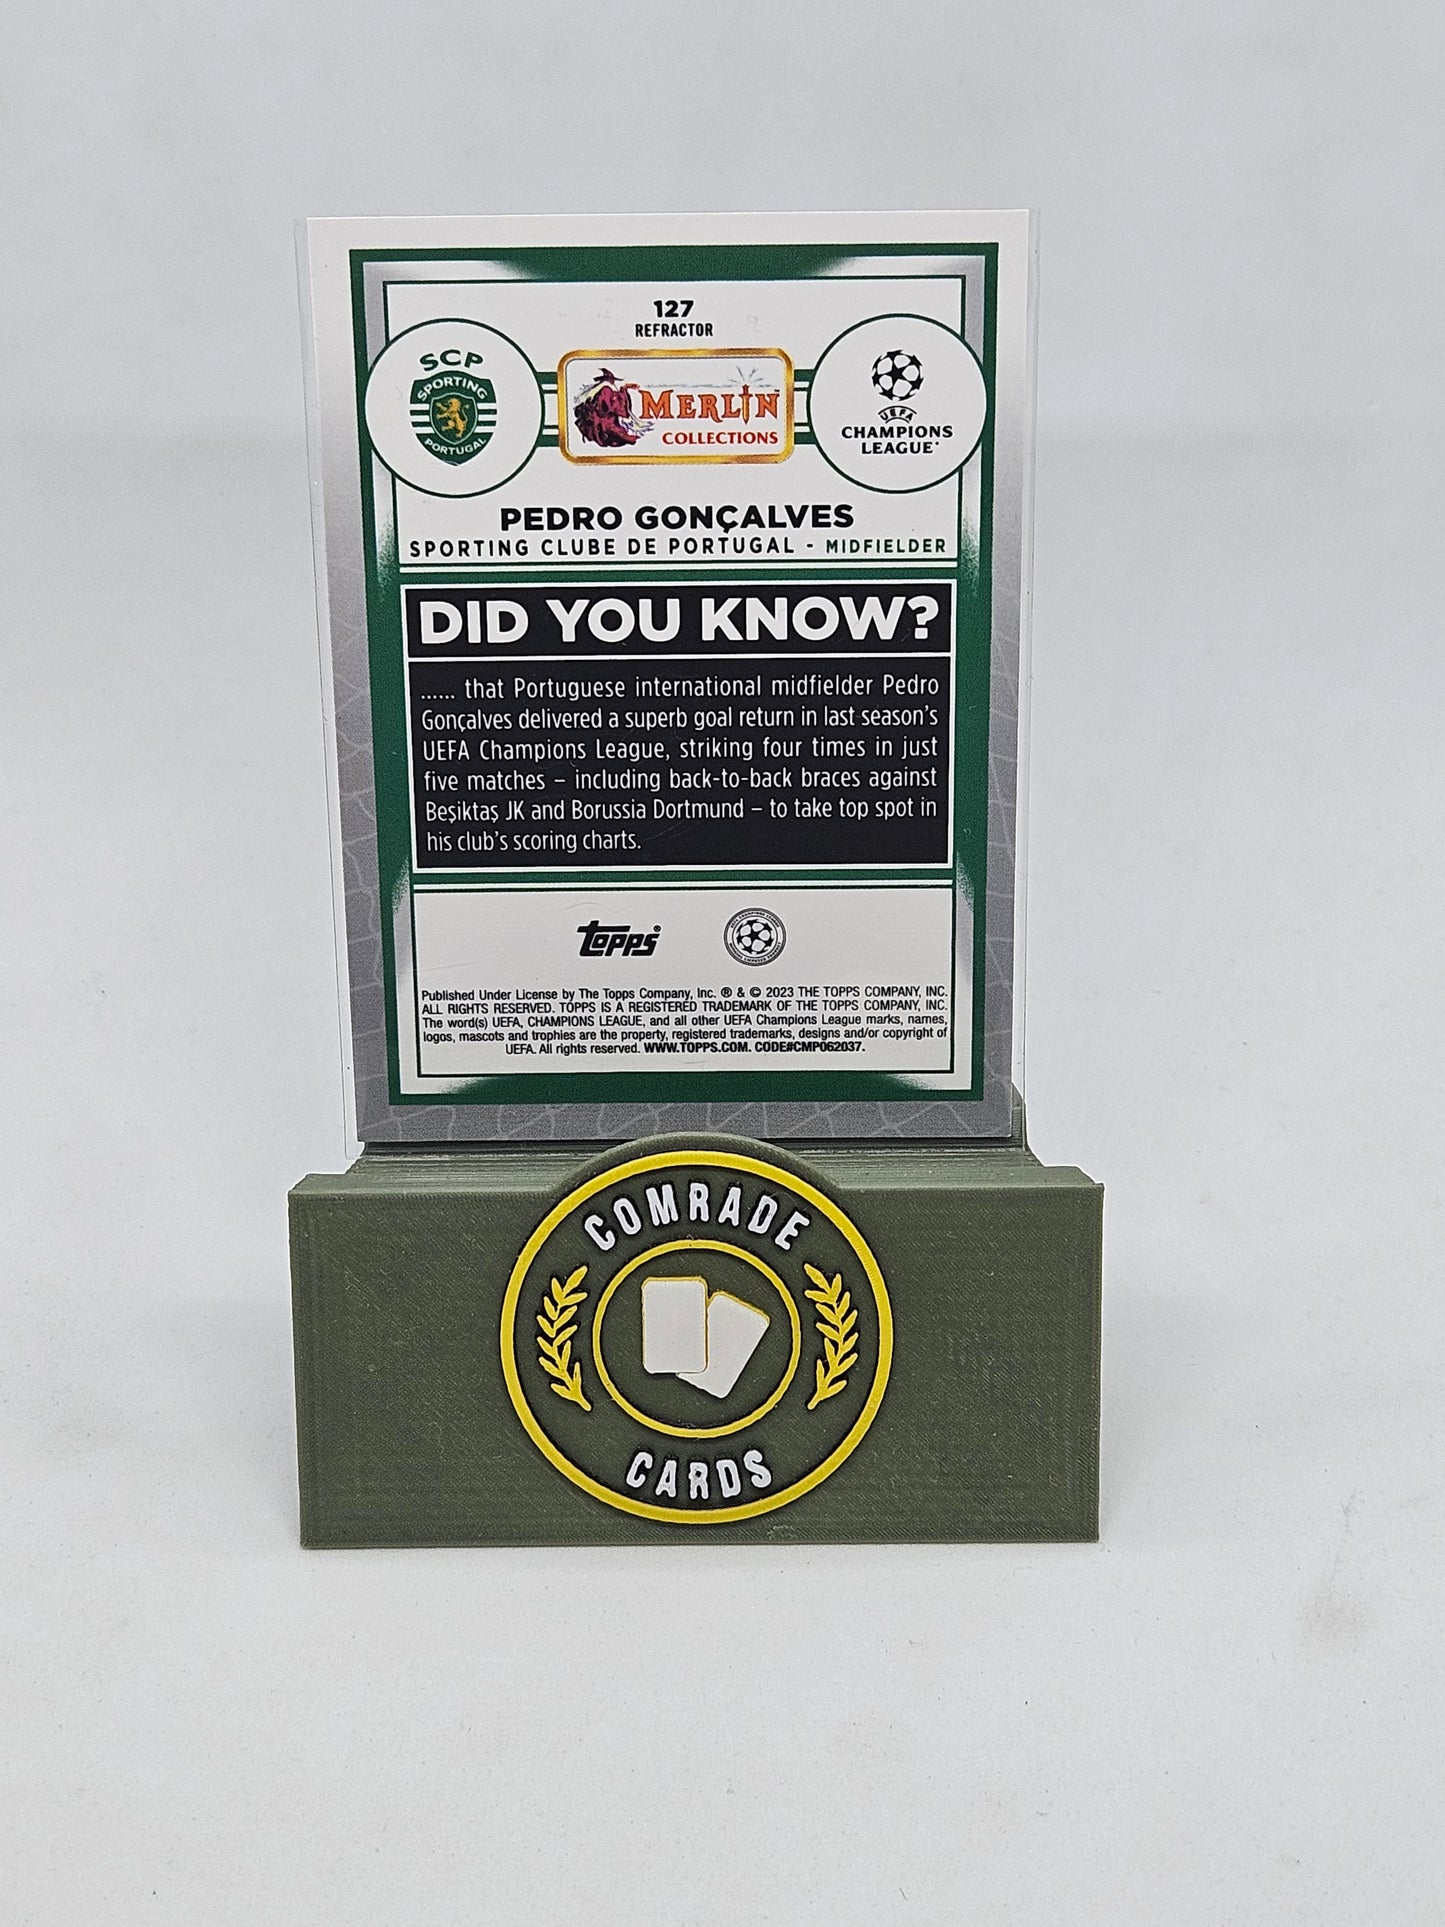 127
REFRACTOR
SCP
SPORTING
PORTUGAL
MERLIN
COLLECTIONS
UEFA
CHAMPIONS
LEAGUE
PEDRO GONÇALVES
SPORTING CLUBE DE PORTUGAL - MIDFIELDER
DID YOU KNOW?
...... that Portuguese international midfielder Pedro
Gonçalves delivered a superb goal return in last season's
UEFA Champions League, striking four times in just
five matches – including back-to-back braces against
Beşiktaş JK and Borussia Dortmund – to take top spot in
his club's scoring charts.
topps
Published Under License by The Topps Company, Inc. ® & © 2023 THE TOPPS COMPANY, INC.
ALL RIGHTS RESERVED. TOPPS IS A REGISTERED TRADEMARK OF THE TOPPS COMPANY, INC.
The word(s) UEFA, CHAMPIONS LEAGUE, and all other UEFA Champions League marks, names,
logos, mascots and trophies are the property, registered trademarks, designs and/or copyright of
UEFA. All rights reserved. WWW.TOPPS.COM. CODE#CMP062037.
COMRADE
CARDS